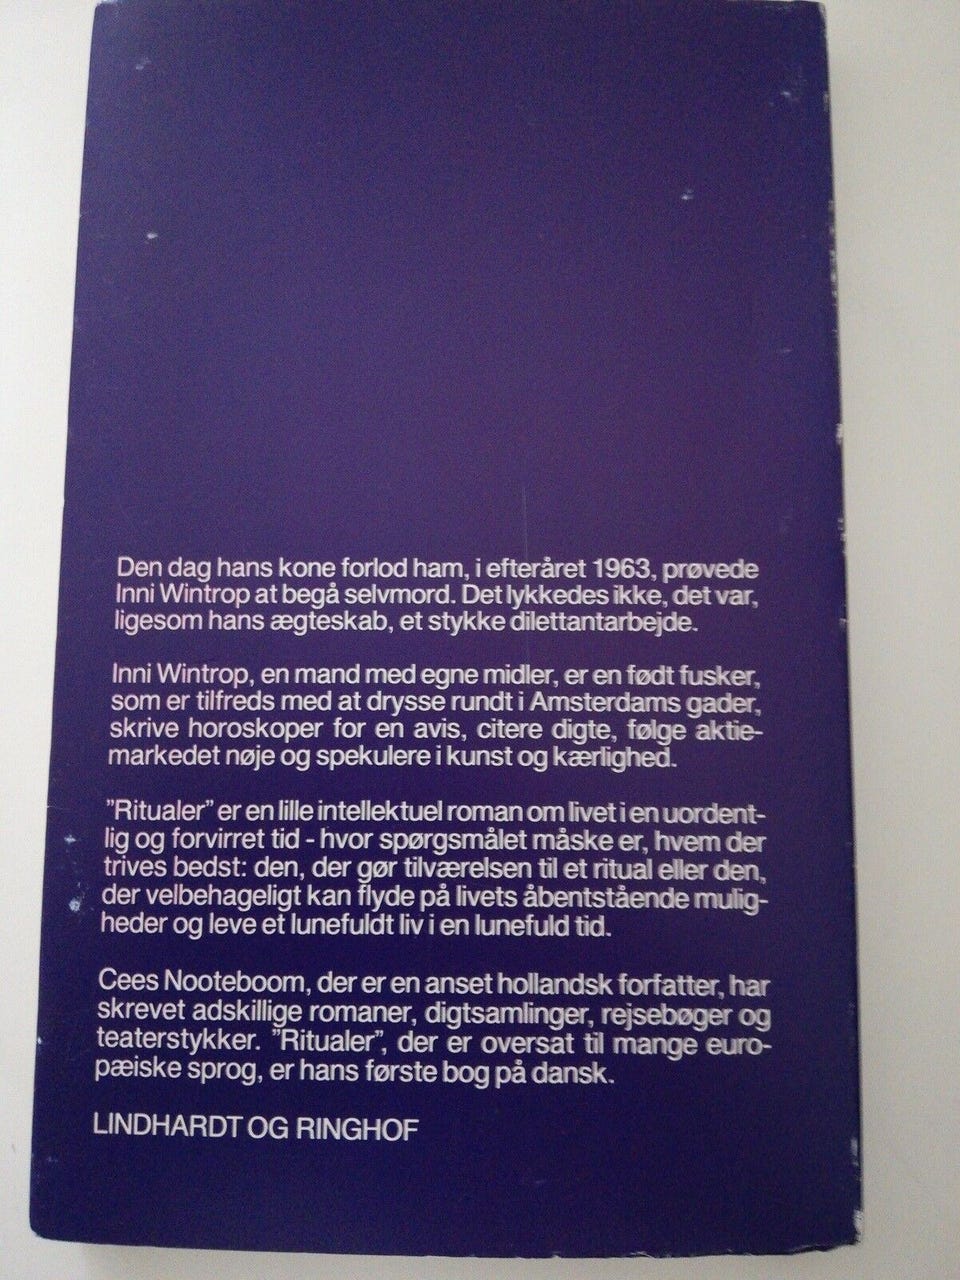 Den dag hans kone forlod ham, i efteråret 1963, prøvede
Inni Wintrop at begå selvmord. Det lykkedes ikke, det var,
ligesom hans ægteskab, et stykke dilettantarbejde.
Inni Wintrop, en mand med egne midler, er en født fusker,
som er tilfreds med at drysse rundt i Amsterdams gader,
skrive horoskoper for en avis, citere digte, følge aktie-
markedet nøje og spekulere i kunst og kærlighed.
”Ritualer” er en lille intellektuel roman om livet i en uordent-
lig og forvirret tid - hvor spørgsmålet måske er, hvem der
trives bedst: den, der gør tilværelsen til et ritual eller den,
der velbehageligt kan flyde på livets åbentstående mulig-
heder og leve et lunefuldt liv i en lunefuld tid.
Cees Nooteboom, der er en anset hollandsk forfatter, har
skrevet adskillige romaner, digtsamlinger, rejsebøger og
teaterstykker. ”Ritualer”, der er oversat til mange euro-
pæiske sprog, er hans første bog på dansk.
LINDHARDT OG RINGHOF